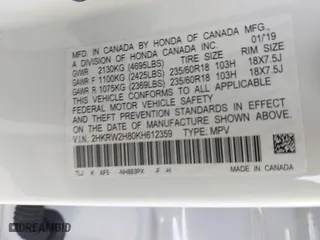 MFD. IN CANADA BY HONDA OF CANADA MFG.,
A DIVISION OF HONDA CANADA INC. 01/19
GVWR 2130KG (4695LBS) TIRE SIZE RIM SIZE
GAWR F 1100KG (2425LBS) 235/60R18 103H 18X7.5J
GAWR R 1075KG (2369LBS) 235/60R18 103H 18X7.5J
THIS VEHICLE CONFORMS TO ALL APPLICABLE
FEDERAL MOTOR VEHICLE SAFETY
STANDARDS IN EFFECT ON THE DATE OF
MANUFACTURE SHOWN ABOVE.
V.I.N.: 2HKRW2H80KH612359 TYPE: MPV
TLJ K AF5 -NH883PX -F -H
MADE IN CANADA